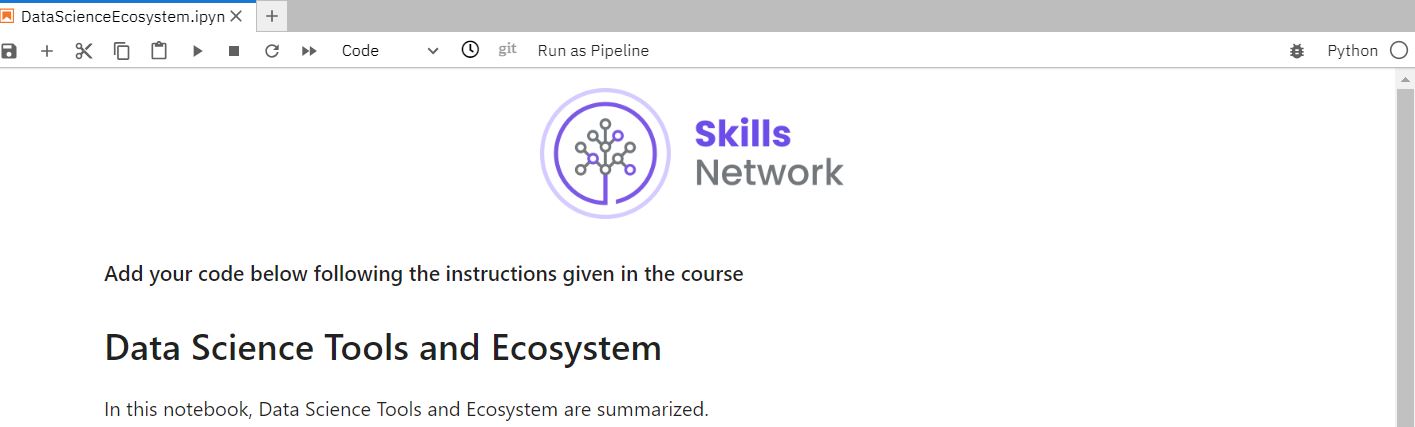 DataScienceEcosystem.ipyn
Code git Run as Pipeline Python
Skills
Network
Add your code below following the instructions given in the course
Data Science Tools and Ecosystem
In this notebook, Data Science Tools and Ecosystem are summarized.